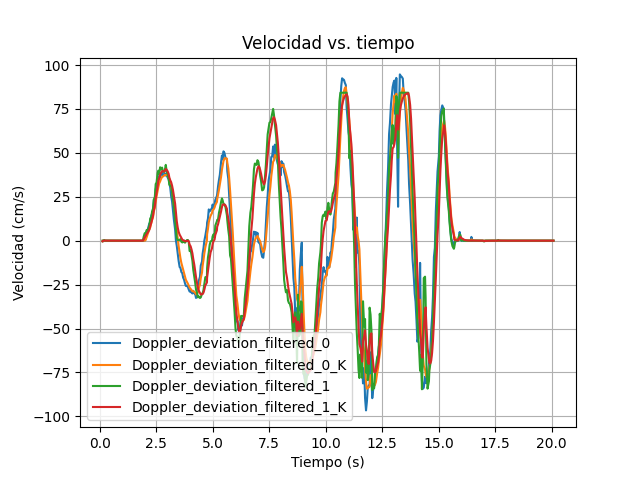 Velocidad vs. tiempo
100
75
50
25
0
−25
−50
−75
−100
Velocidad (cm/s)
Doppler_deviation_filtered_0
Doppler_deviation_filtered_0_K
Doppler_deviation_filtered_1
Doppler_deviation_filtered_1_K
0.0 2.5 5.0 7.5 10.0 12.5 15.0 17.5 20.0
Tiempo (s)